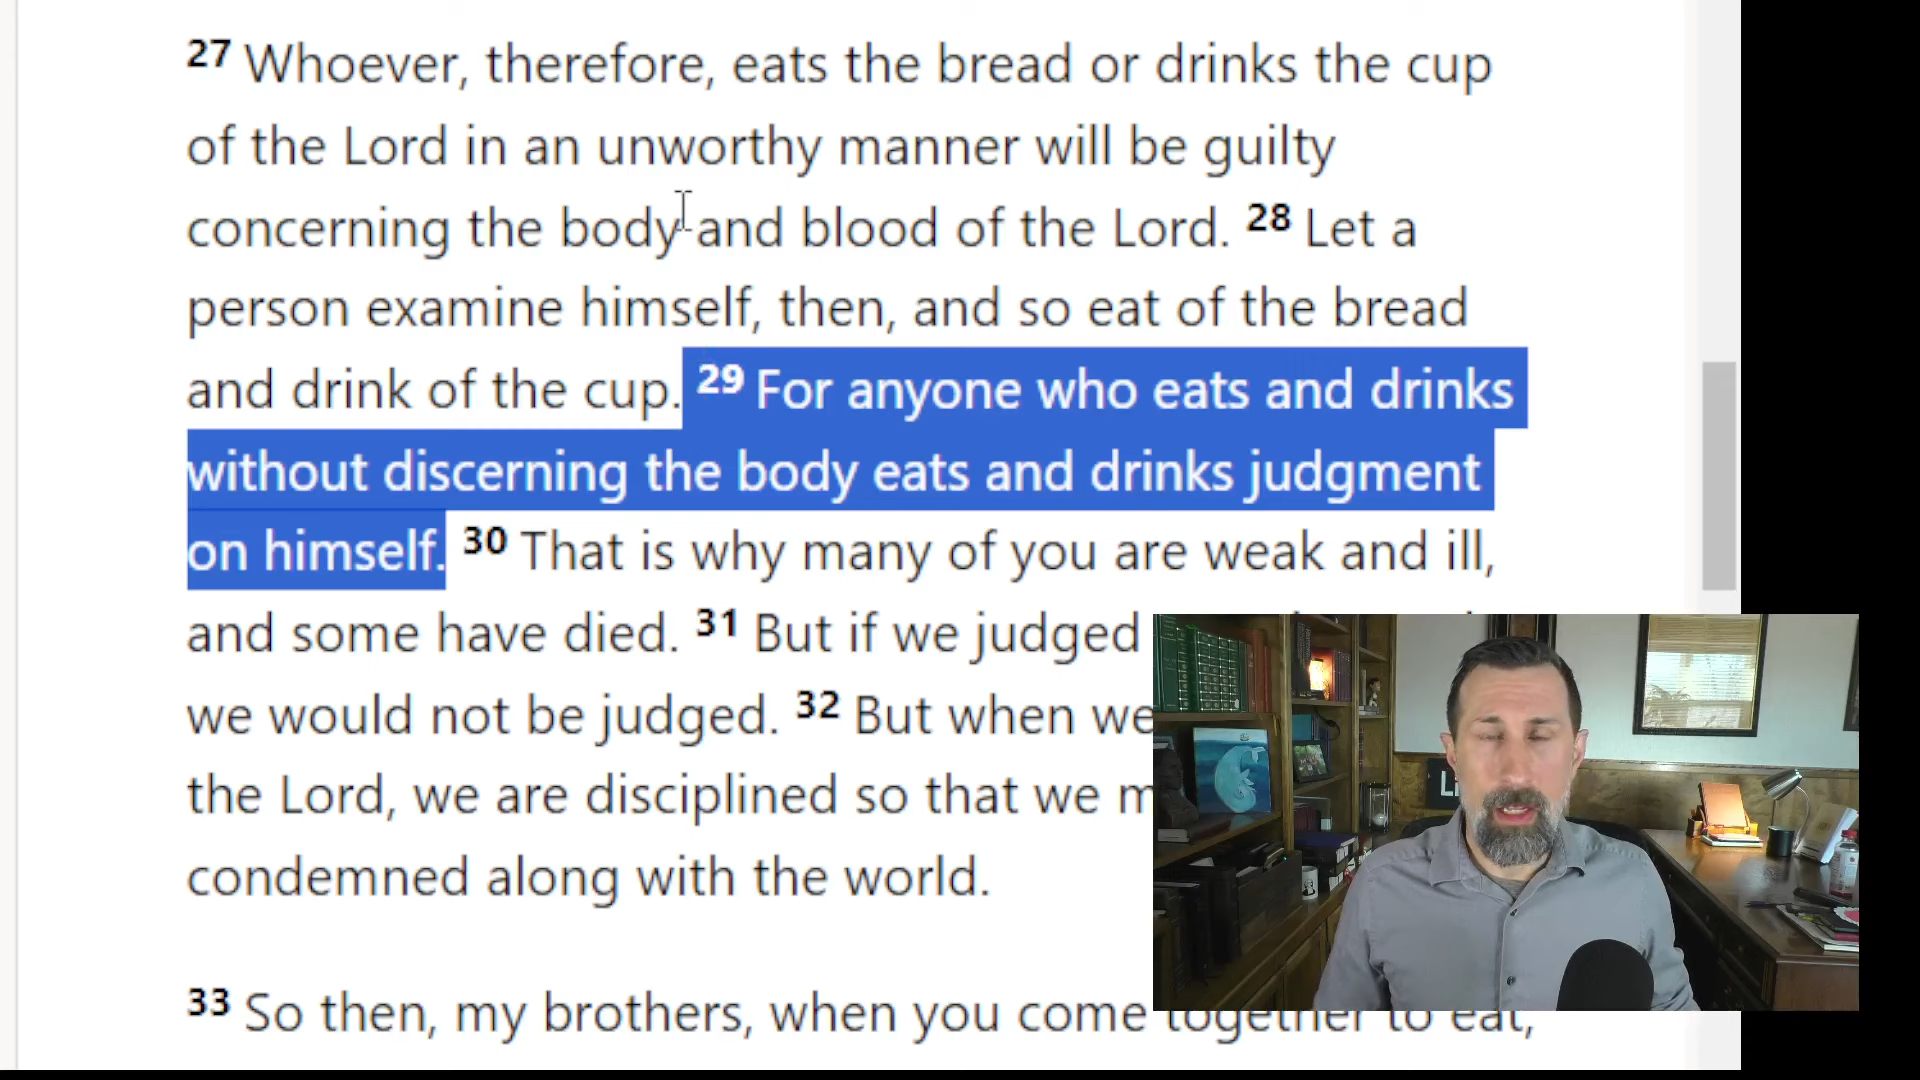 27 Whoever, therefore, eats the bread or drinks the cup
of the Lord in an unworthy manner will be guilty
concerning the body and blood of the Lord. 28 Let a
person examine himself, then, and so eat of the bread
and drink of the cup. 29 For anyone who eats and drinks
without discerning the body eats and drinks judgment
on himself. 30 That is why many of you are weak and ill,
and some have died. 31 But if we judged
we would not be judged. 32 But when we
the Lord, we are disciplined so that we m
condemned along with the world.
33 So then, my brothers, when you come together to eat,